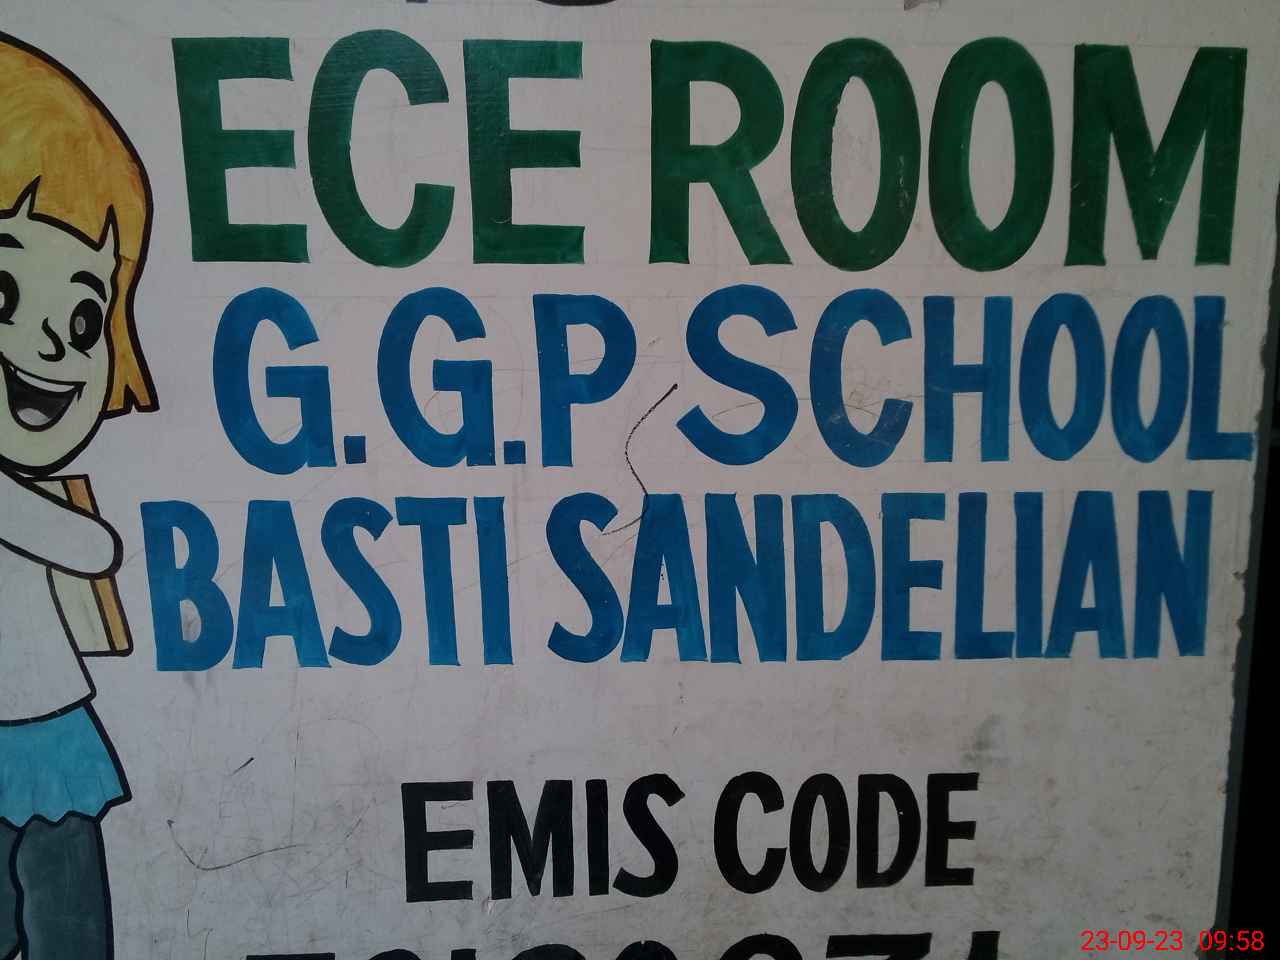 ECE ROOM
G.G.P SCHOOL
BASTI SANDELIAN
EMIS CODE
23-09-23 09:58